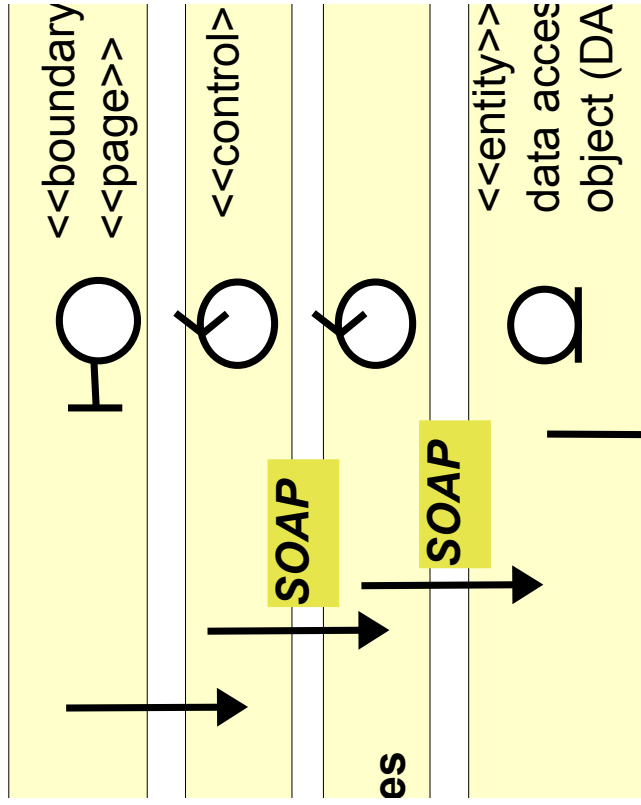 <<boundary
<<page>>
<<control>
<<entity>>
data acces
object (DA
SOAP
SOAP
es